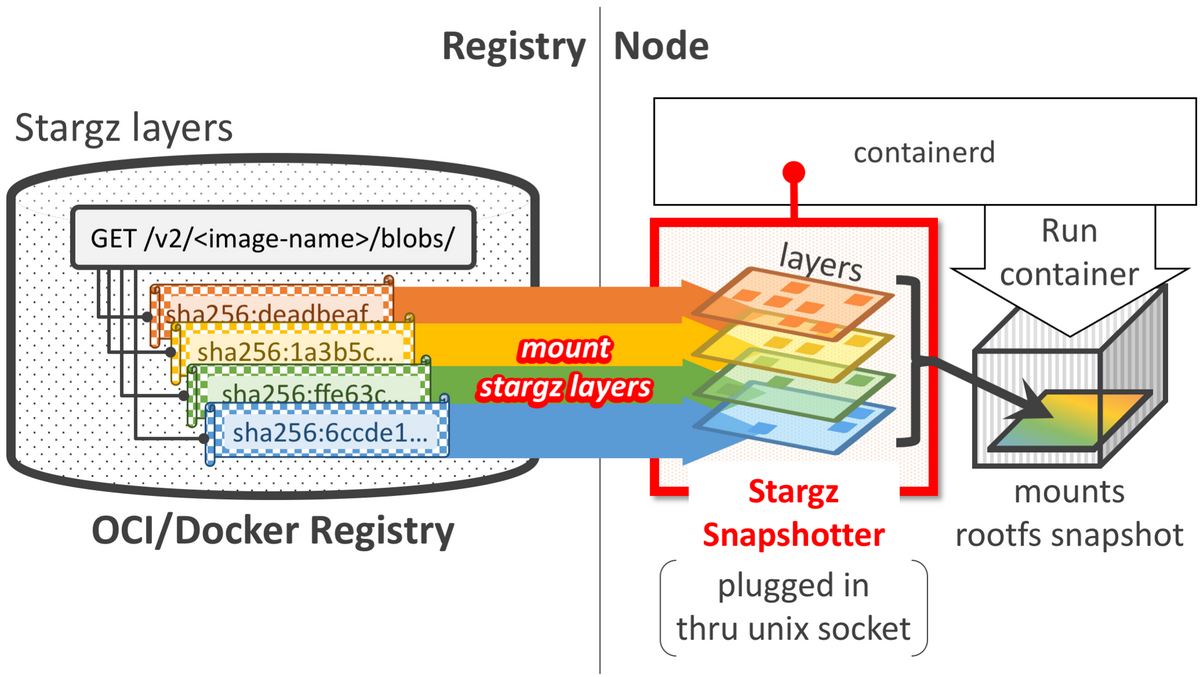 Registry
Node
Stargz layers
GET /v2/<image-name>/blobs/
sha256:deadbeaf...
sha256:1a3b5c...
sha256:ffe63c...
sha256:6ccde1...
OCI/Docker Registry
mount
stargz layers
containerd
layers
Run
container
Stargz
Snapshotter
plugged in
thru unix socket
mounts
rootfs snapshot